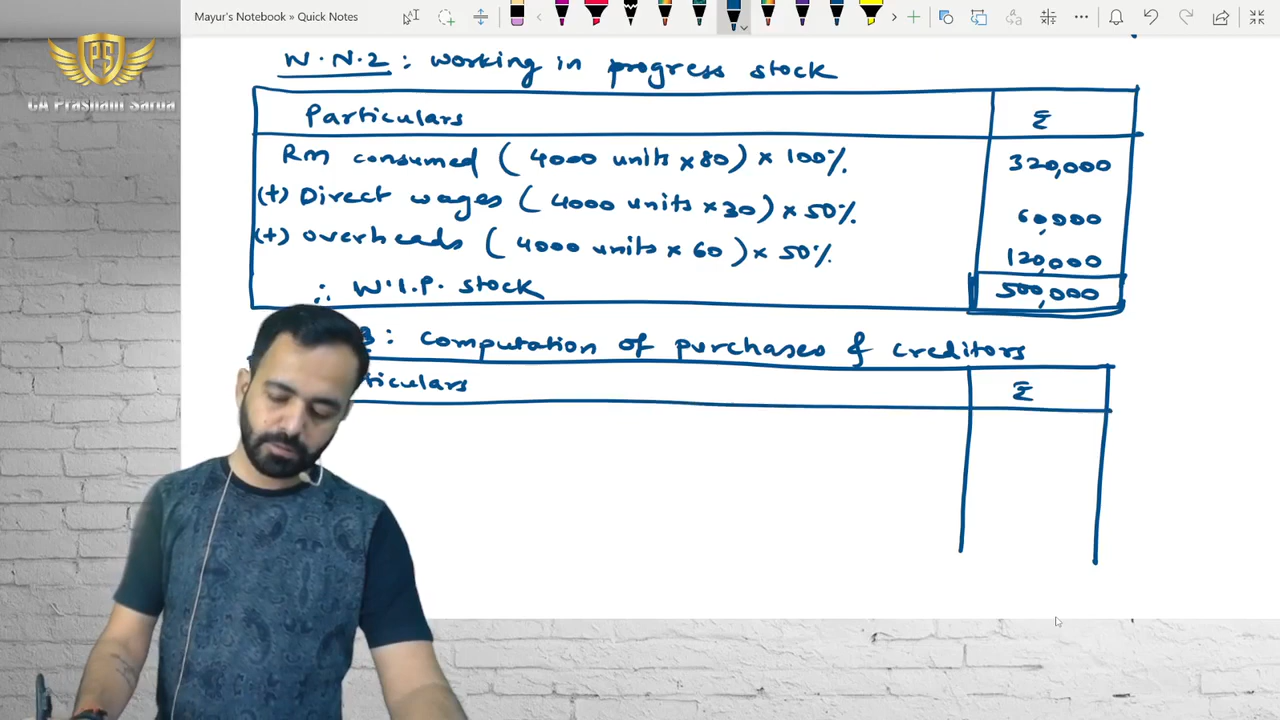 Mayur's Notebook » Quick Notes
PS
CA Prashant Sarda
W.N.2 : working in progress stock
Particulars ₹
RM consumed (4000 units x 80) x 100% 320,000
(+) Direct wages (4000 units x 30) x 50% 60,000
(+) overheads (4000 units x 60) x 50% 120,000
∴ W.I.P. stock 500,000
3 : computation of purchases & creditors
ticulars ₹